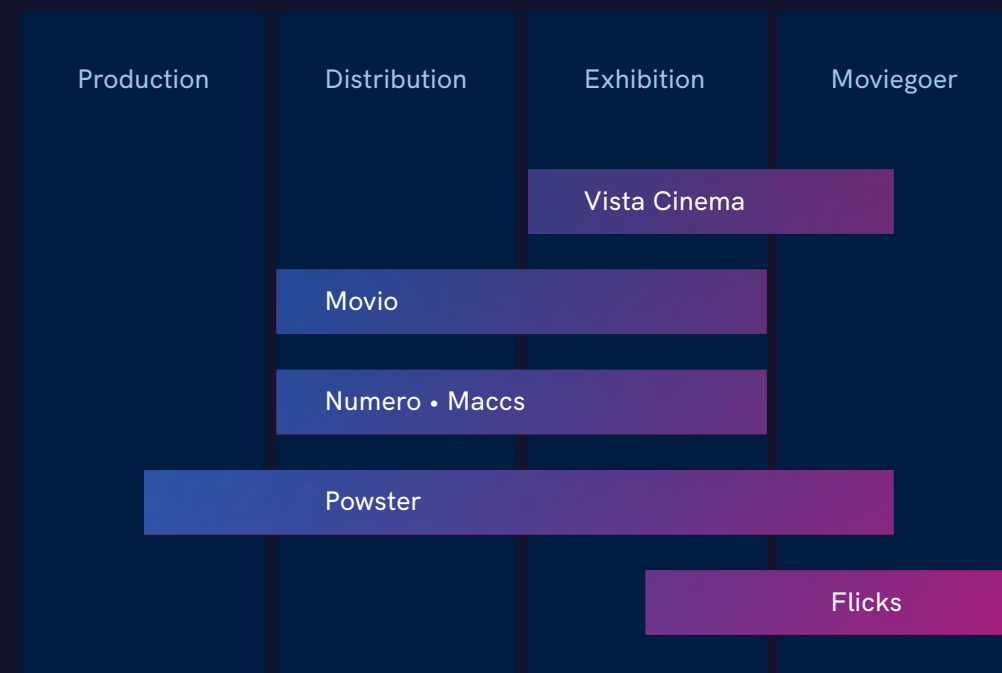 Production
Distribution
Exhibition
Moviegoer
Vista Cinema
Movio
Numero • Maccs
Powster
Flicks